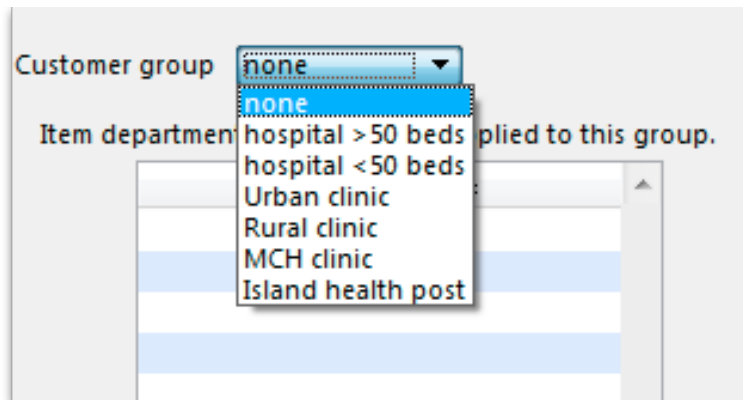 Customer group none
none
Item departmen plied to this group.
hospital >50 beds
hospital <50 beds
Urban clinic
Rural clinic
MCH clinic
Island health post